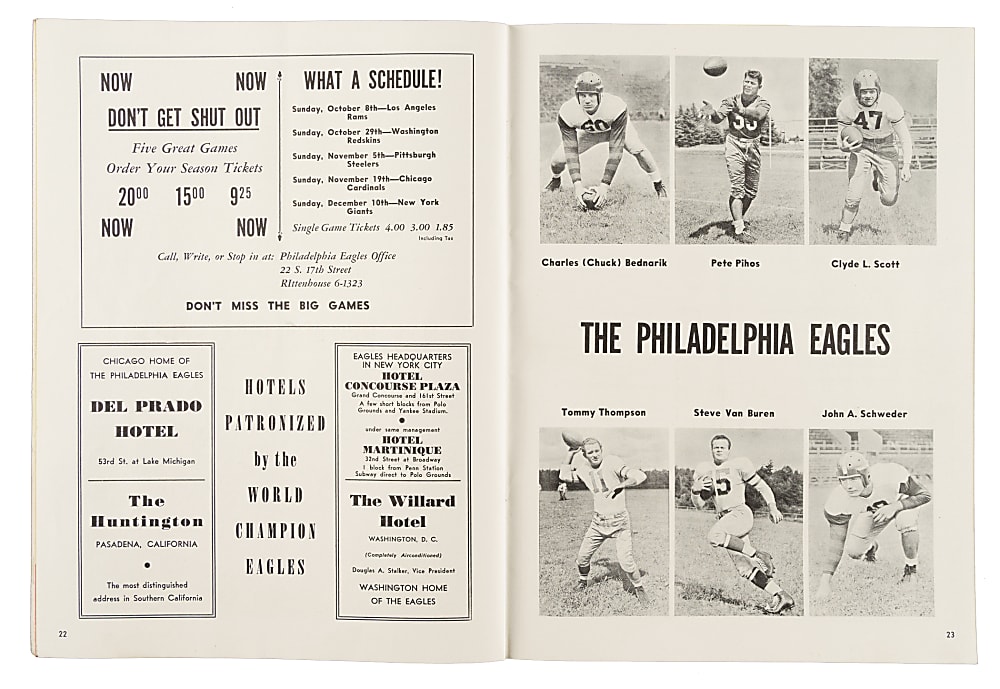 NOW NOW
DON'T GET SHUT OUT
Five Great Games
Order Your Season Tickets
20⁰⁰ 15⁰⁰ 9²⁵
NOW NOW
WHAT A SCHEDULE!
Sunday, October 8th—Los Angeles
Rams
Sunday, October 29th—Washington
Redskins
Sunday, November 5th—Pittsburgh
Steelers
Sunday, November 19th—Chicago
Cardinals
Sunday, December 10th—New York
Giants
Single Game Tickets 4.00 3.00 1.85
Including Tax
Call, Write, or Stop in at: Philadelphia Eagles Office
22 S. 17th Street
RIttenhouse 6-1323
DON'T MISS THE BIG GAMES
CHICAGO HOME OF
THE PHILADELPHIA EAGLES
DEL PRADO
HOTEL
53rd St. at Lake Michigan
The
Huntington
PASADENA, CALIFORNIA
The most distinguished
address in Southern California
HOTELS
PATRONIZED
by the
WORLD
CHAMPION
EAGLES
EAGLES HEADQUARTERS
IN NEW YORK CITY
HOTEL
CONCOURSE PLAZA
Grand Concourse and 161st Street
A few short blocks from Polo
Grounds and Yankee Stadium.
under same management
HOTEL
MARTINIQUE
32nd Street at Broadway
1 block from Penn Station
Subway direct to Polo Grounds
The Willard
Hotel
WASHINGTON, D. C.
(Completely Airconditioned)
Douglas A. Stalker, Vice President
WASHINGTON HOME
OF THE EAGLES
22
60
33
47
Charles (Chuck) Bednarik Pete Pihos Clyde L. Scott
THE PHILADELPHIA EAGLES
Tommy Thompson Steve Van Buren John A. Schweder
11
23